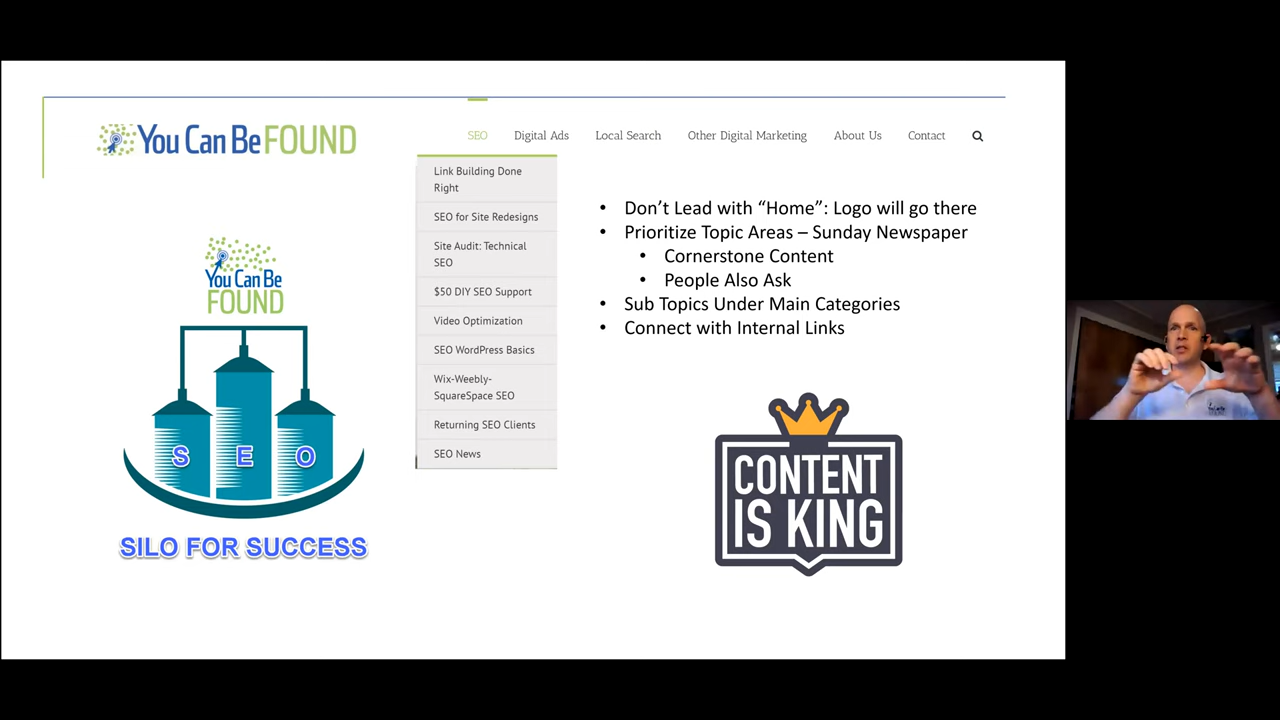 You Can Be FOUND
SEO
Digital Ads
Local Search
Other Digital Marketing
About Us
Contact
Link Building Done
Right
SEO for Site Redesigns
Site Audit: Technical
SEO
$50 DIY SEO Support
Video Optimization
SEO WordPress Basics
Wix-Weebly-
SquareSpace SEO
Returning SEO Clients
SEO News
• Don’t Lead with “Home”: Logo will go there
• Prioritize Topic Areas – Sunday Newspaper
• Cornerstone Content
• People Also Ask
• Sub Topics Under Main Categories
• Connect with Internal Links
You Can Be
FOUND
S E O
SILO FOR SUCCESS
CONTENT
IS KING